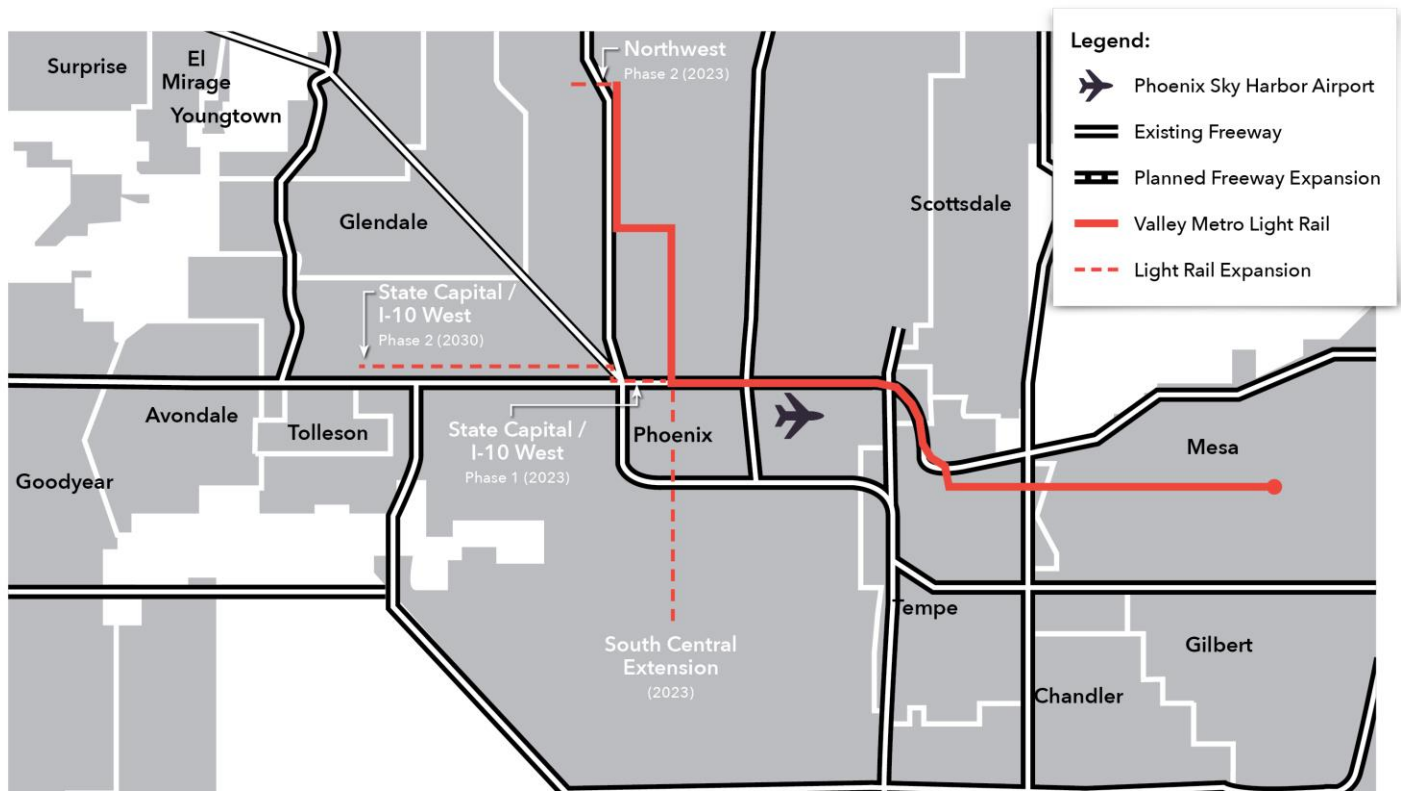 Legend:
Phoenix Sky Harbor Airport
Existing Freeway
Planned Freeway Expansion
Valley Metro Light Rail
Light Rail Expansion
Northwest
Phase 2 (2023)
Surprise
El
Mirage
Youngtown
Glendale
Scottsdale
State Capital /
I-10 West
Phase 2 (2030)
Avondale
Tolleson
State Capital /
I-10 West
Phase 1 (2023)
Phoenix
Mesa
Goodyear
Tempe
South Central
Extension
(2023)
Gilbert
Chandler